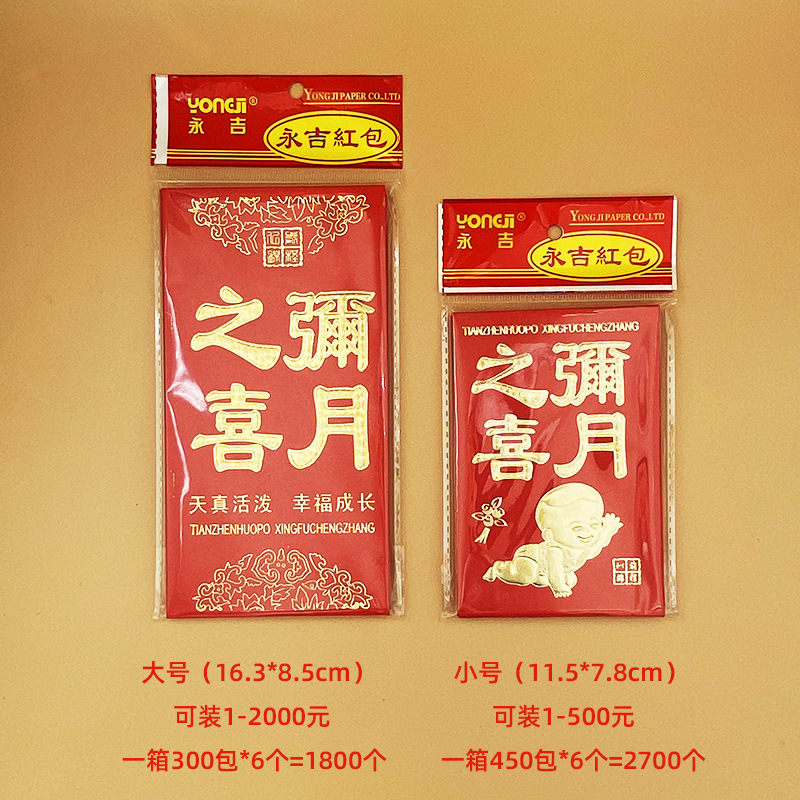 YONGJI®
永吉
YONG JI PAPER CO.,LTD
永吉紅包
彌月
之喜
天真活泼 幸福成长
TIANZHENHUOPO XINGFUCHENGZHANG
YONGJI®
永吉
YONG JI PAPER CO.,LTD
永吉紅包
TIANZHENHUOPO XINGFUCHENGZHANG
彌月
之喜
大号（16.3*8.5cm）
可装1-2000元
一箱300包*6个=1800个
小号（11.5*7.8cm）
可装1-500元
一箱450包*6个=2700个